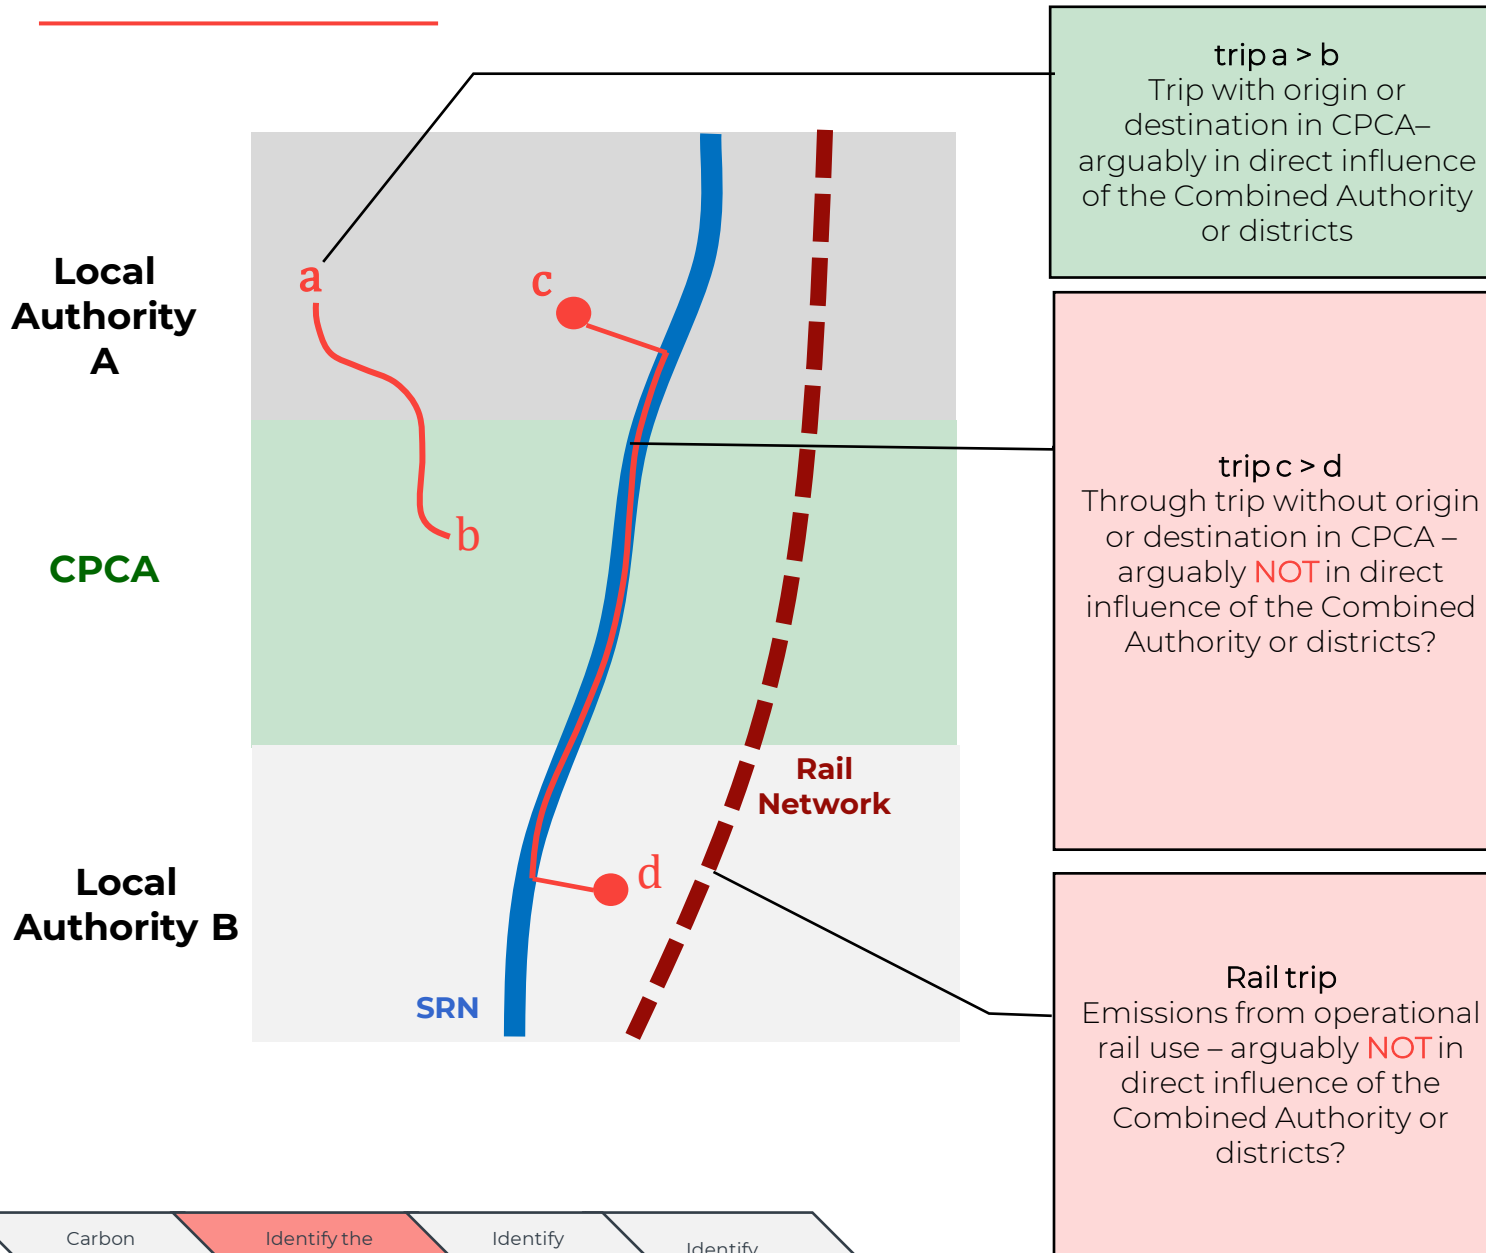 trip a > b
Trip with origin or
destination in CPCA–
arguably in direct influence
of the Combined Authority
or districts
Local
Authority
A
a
c
b
CPCA
trip c > d
Through trip without origin
or destination in CPCA –
arguably NOT in direct
influence of the Combined
Authority or districts?
Rail
Network
d
Local
Authority B
SRN
Rail trip
Emissions from operational
rail use – arguably NOT in
direct influence of the
Combined Authority or
districts?
Carbon
Identify the
Identify
Identify